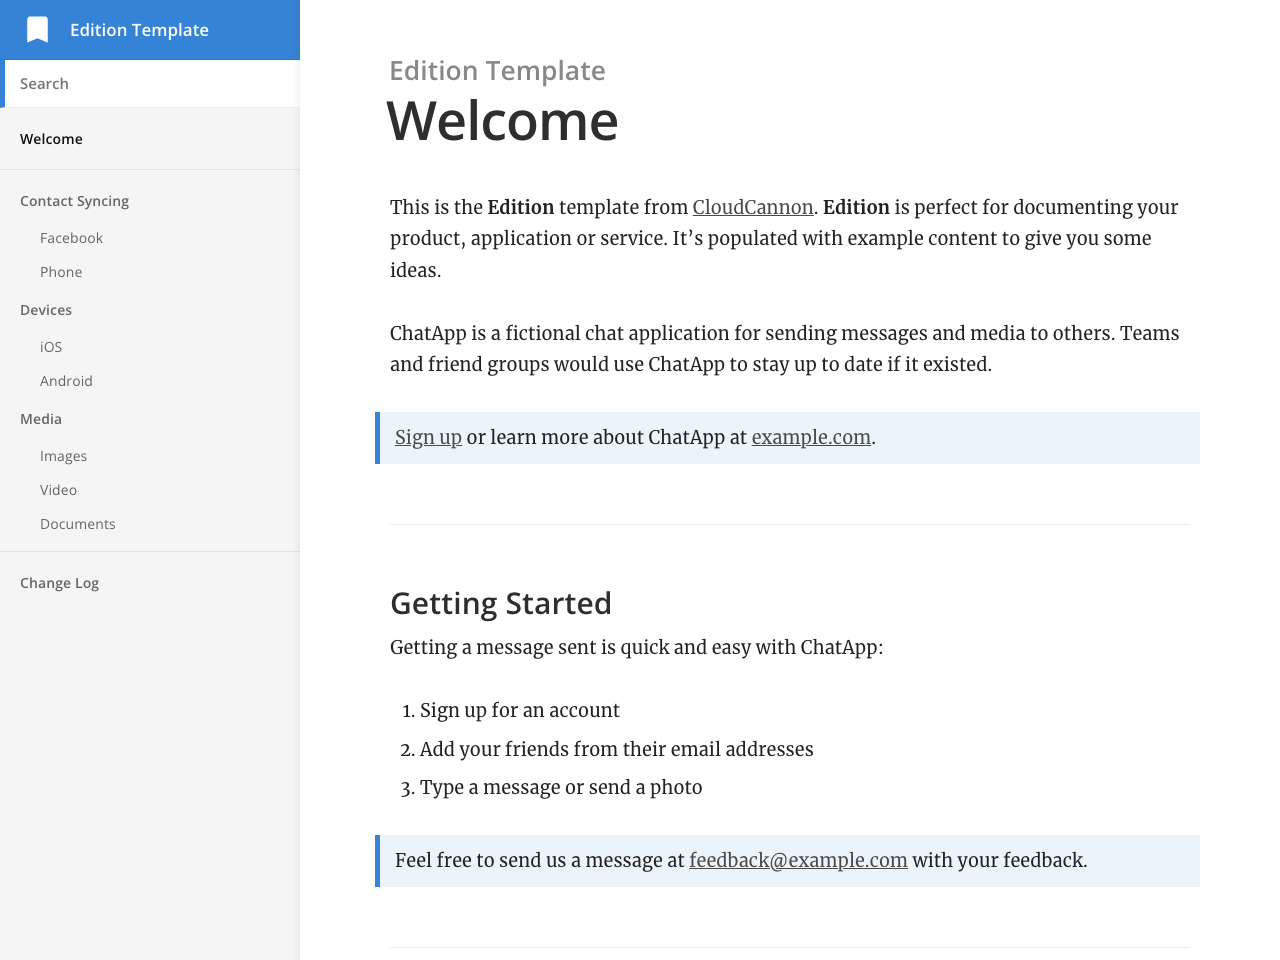 Edition Template
Search
Welcome
Contact Syncing
Facebook
Phone
Devices
iOS
Android
Media
Images
Video
Documents
Change Log
Edition Template
Welcome
This is the Edition template from CloudCannon. Edition is perfect for documenting your
product, application or service. It’s populated with example content to give you some
ideas.
ChatApp is a fictional chat application for sending messages and media to others. Teams
and friend groups would use ChatApp to stay up to date if it existed.
Sign up or learn more about ChatApp at example.com.
Getting Started
Getting a message sent is quick and easy with ChatApp:
1. Sign up for an account
2. Add your friends from their email addresses
3. Type a message or send a photo
Feel free to send us a message at feedback@example.com with your feedback.